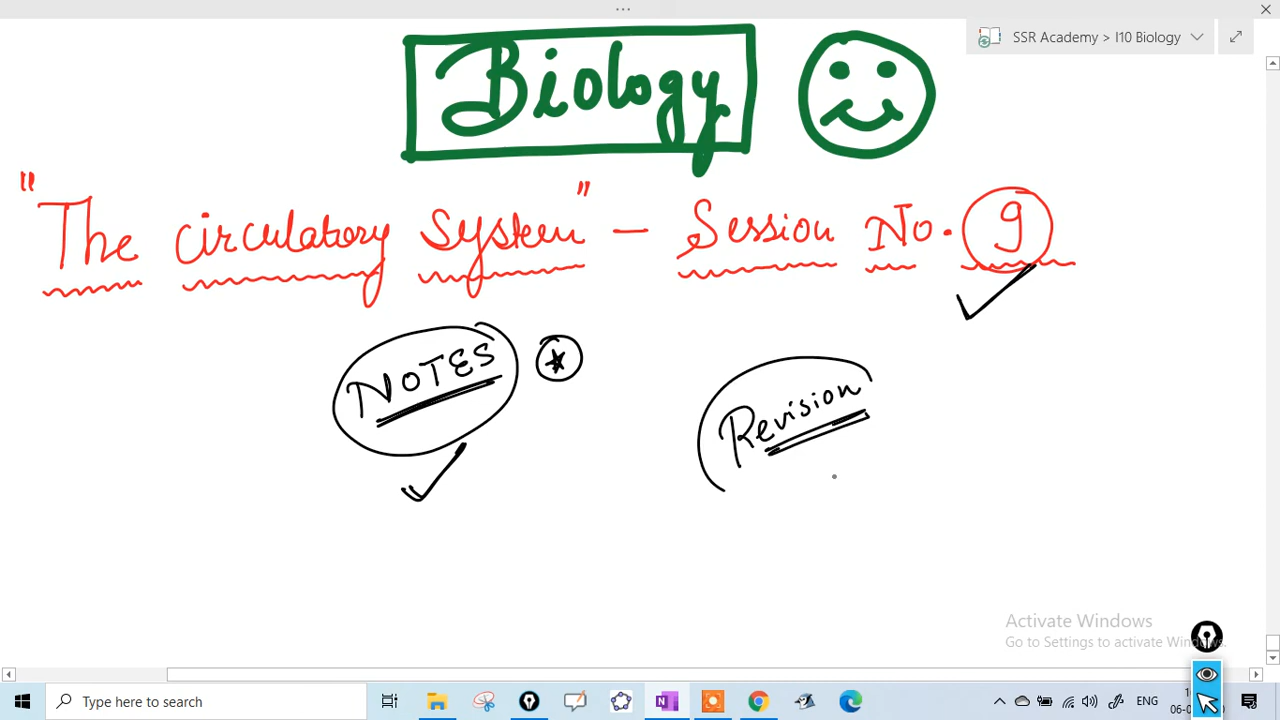 ...
SSR Academy > I10 Biology
Biology
"The circulatory system" – Session No. 9
NOTES
Revision
Activate Windows
Go to Settings to activate Windows.
Type here to search
ENG